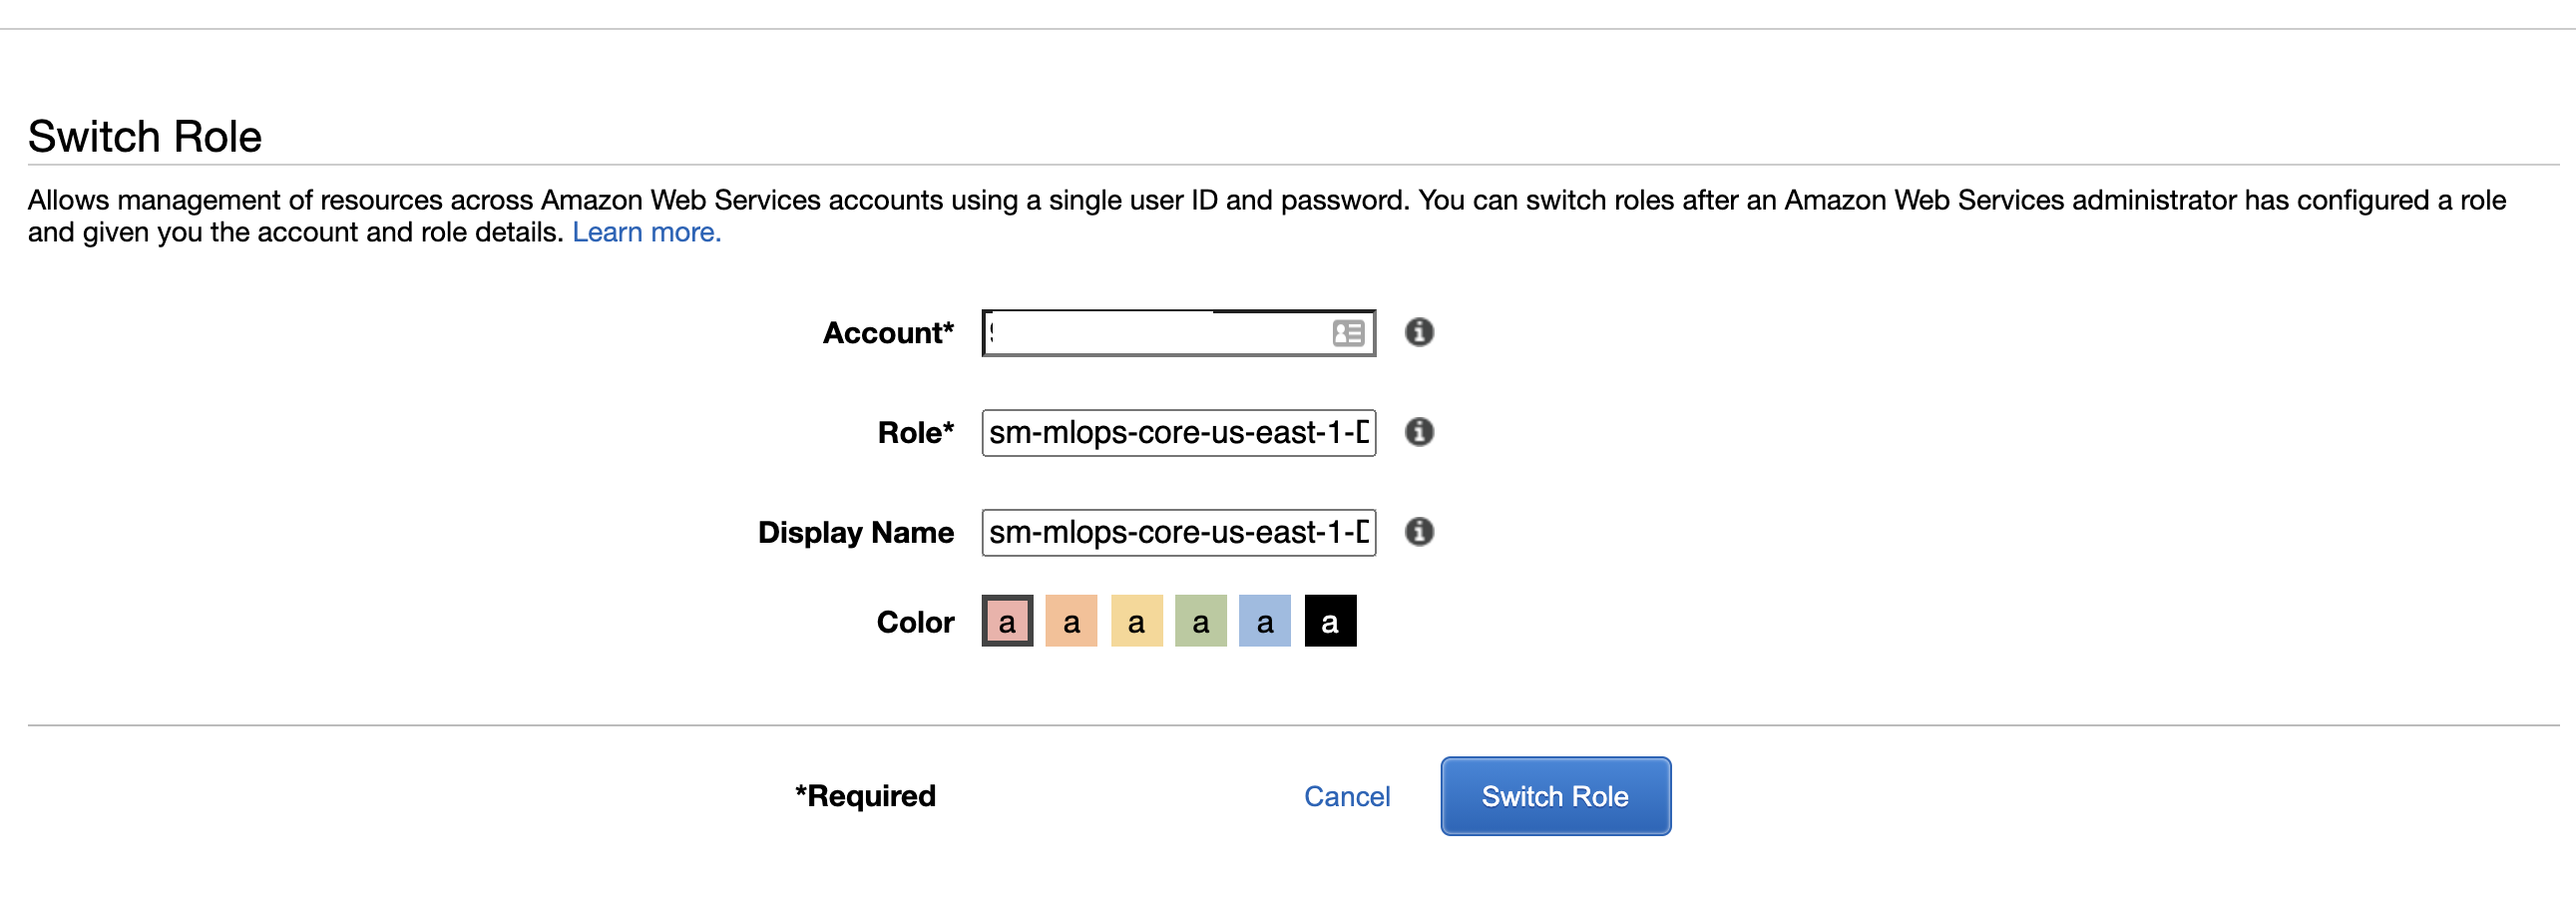 Switch Role
Allows management of resources across Amazon Web Services accounts using a single user ID and password. You can switch roles after an Amazon Web Services administrator has configured a role
and given you the account and role details. Learn more.
Account*
Role* sm-mlops-core-us-east-1-
Display Name sm-mlops-core-us-east-1-
Color a a a a a a
*Required Cancel Switch Role